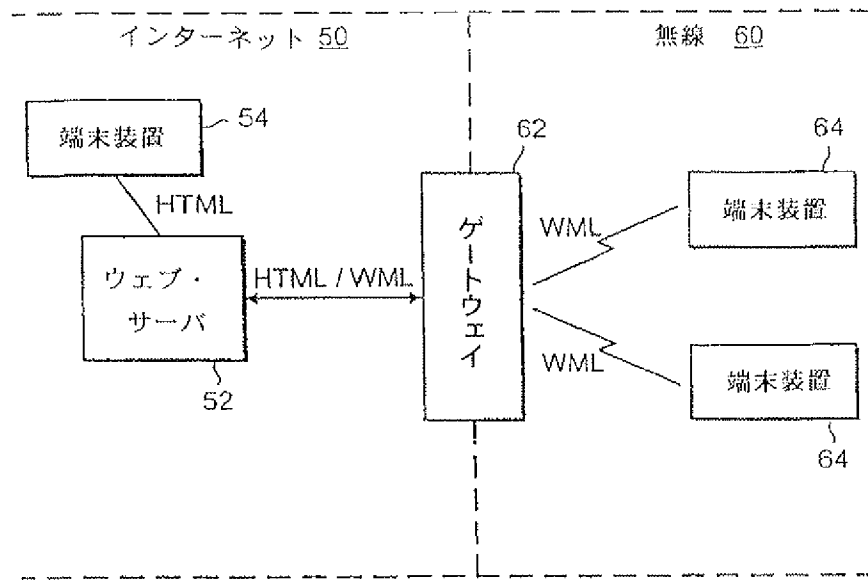 インターネット 50
無線 60
端末装置
54
HTML
ウェブ・
サーバ
52
HTML / WML
62
ゲートウェイ
WML
64
端末装置
WML
端末装置
64